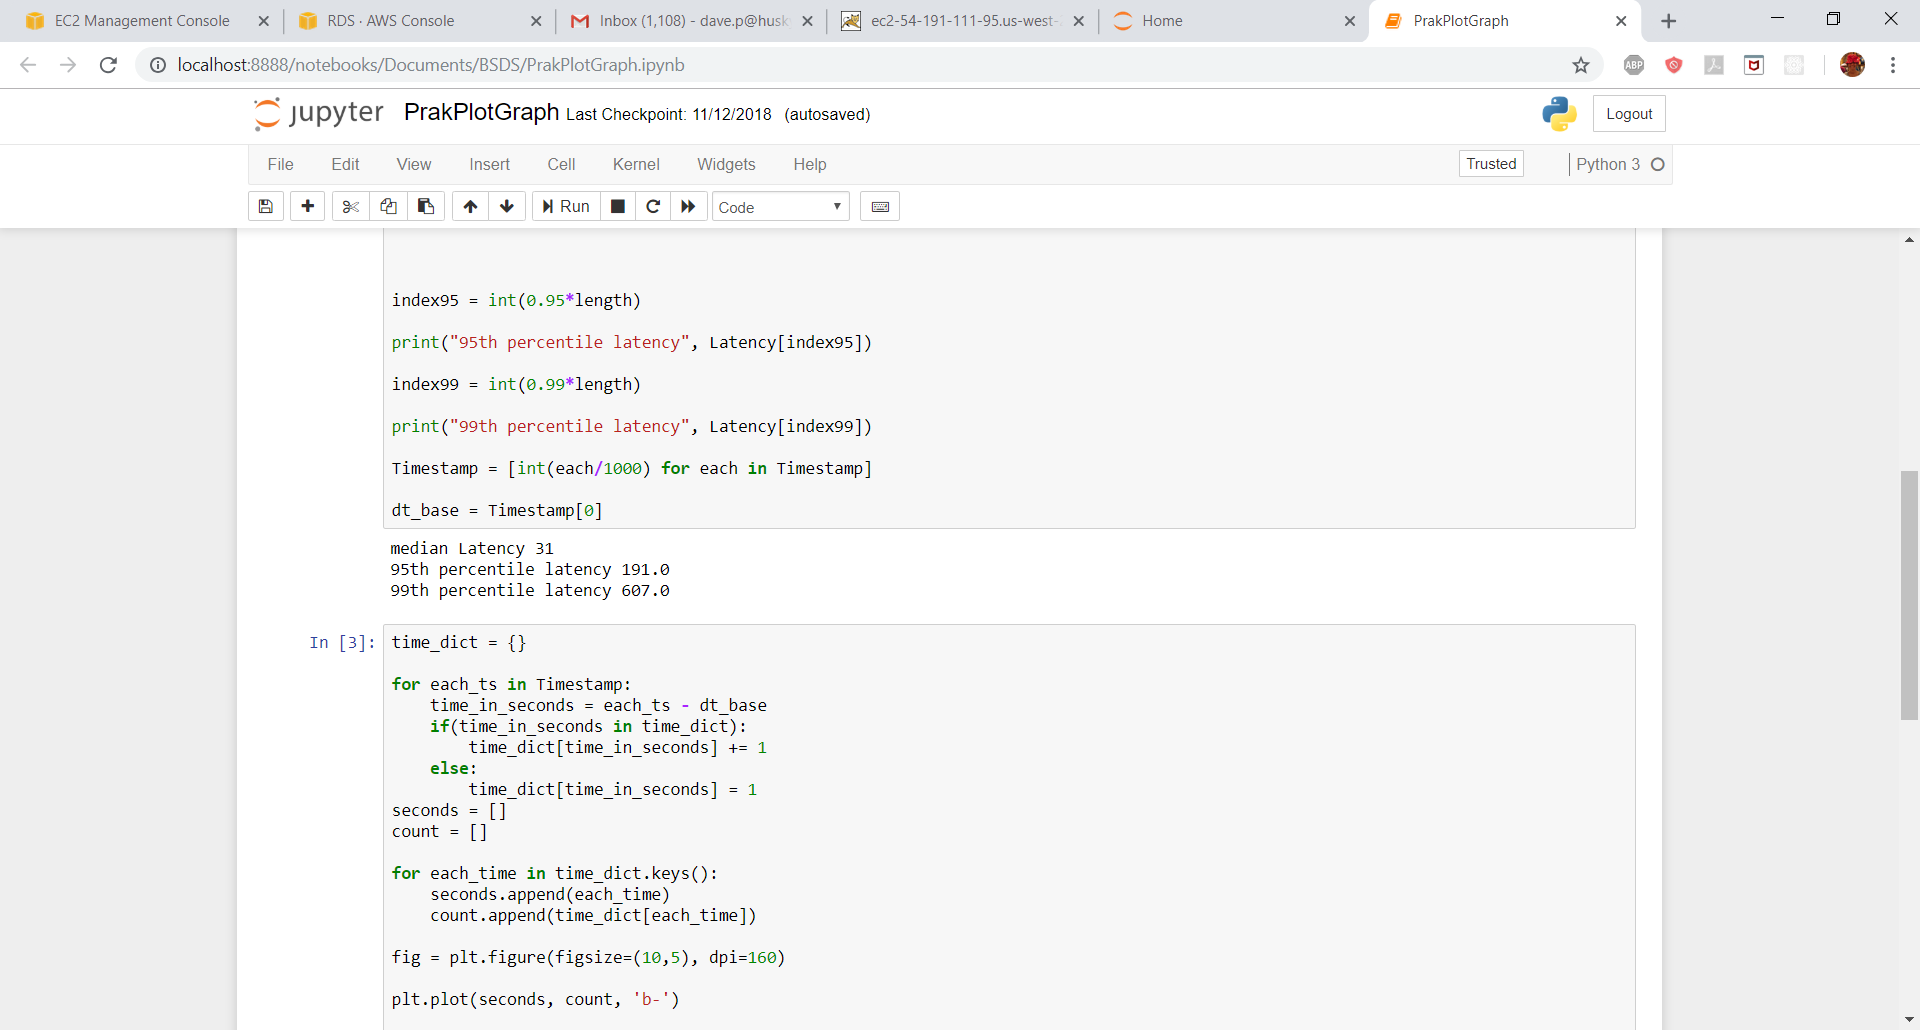 EC2 Management Console
RDS · AWS Console
Inbox (1,108) - dave.p@husk
ec2-54-191-111-95.us-west-
Home
PrakPlotGraph
localhost:8888/notebooks/Documents/BSDS/PrakPlotGraph.ipynb
ABP
jupyter PrakPlotGraph Last Checkpoint: 11/12/2018 (autosaved)
Logout
File Edit View Insert Cell Kernel Widgets Help
Trusted
Python 3
Run
Code
index95 = int(0.95*length)
print("95th percentile latency", Latency[index95])
index99 = int(0.99*length)
print("99th percentile latency", Latency[index99])
Timestamp = [int(each/1000) for each in Timestamp]
dt_base = Timestamp[0]
median Latency 31
95th percentile latency 191.0
99th percentile latency 607.0
In [3]:
time_dict = {}
for each_ts in Timestamp:
    time_in_seconds = each_ts - dt_base
    if(time_in_seconds in time_dict):
        time_dict[time_in_seconds] += 1
    else:
        time_dict[time_in_seconds] = 1
seconds = []
count = []
for each_time in time_dict.keys():
    seconds.append(each_time)
    count.append(time_dict[each_time])
fig = plt.figure(figsize=(10,5), dpi=160)
plt.plot(seconds, count, 'b-')